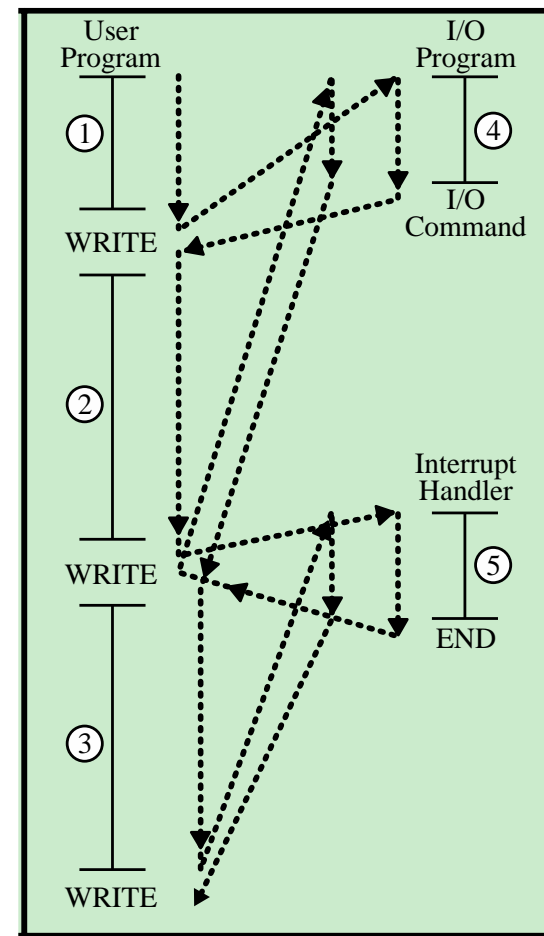 User
Program
1
WRITE
2
WRITE
3
WRITE
I/O
Program
4
I/O
Command
Interrupt
Handler
5
END